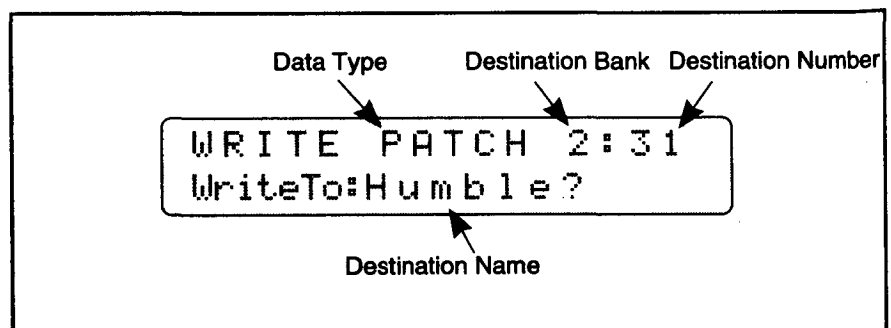 Data Type Destination Bank Destination Number
WRITE PATCH 2:31
WriteTo:Humble?
Destination Name